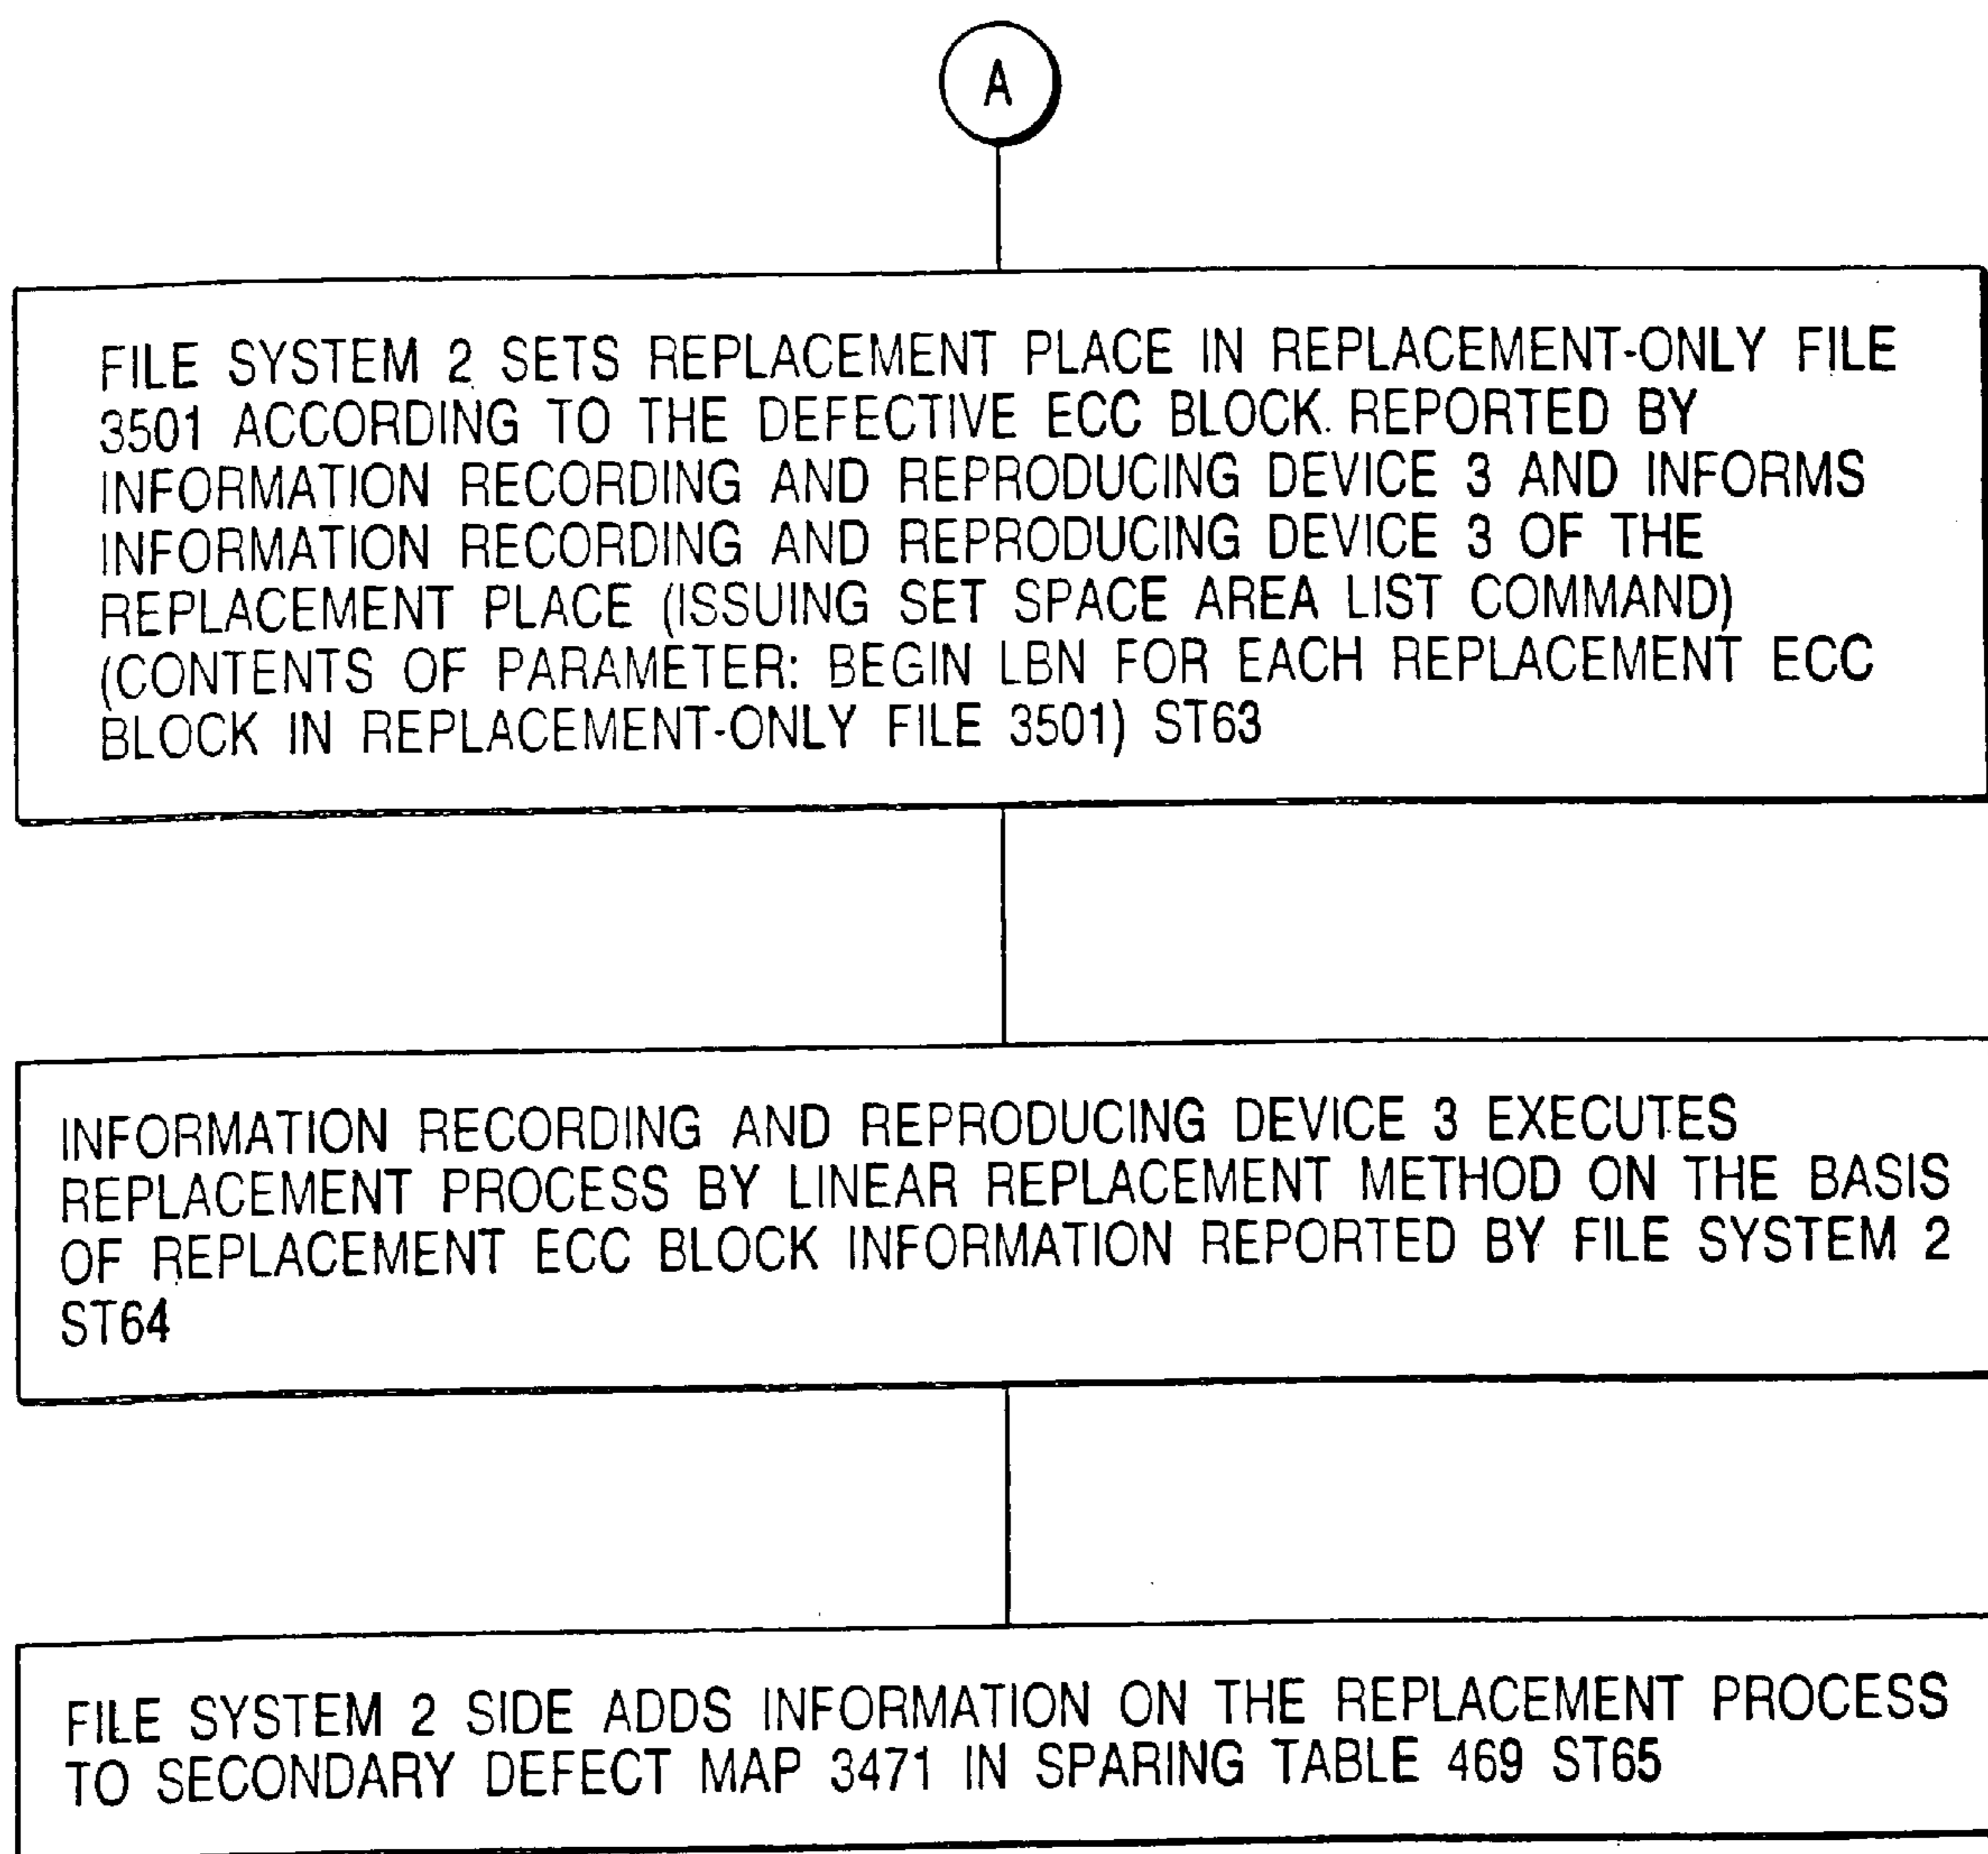 A
FILE SYSTEM 2 SETS REPLACEMENT PLACE IN REPLACEMENT-ONLY FILE
3501 ACCORDING TO THE DEFECTIVE ECC BLOCK REPORTED BY
INFORMATION RECORDING AND REPRODUCING DEVICE 3 AND INFORMS
INFORMATION RECORDING AND REPRODUCING DEVICE 3 OF THE
REPLACEMENT PLACE (ISSUING SET SPACE AREA LIST COMMAND)
(CONTENTS OF PARAMETER: BEGIN LBN FOR EACH REPLACEMENT ECC
BLOCK IN REPLACEMENT-ONLY FILE 3501) ST63
INFORMATION RECORDING AND REPRODUCING DEVICE 3 EXECUTES
REPLACEMENT PROCESS BY LINEAR REPLACEMENT METHOD ON THE BASIS
OF REPLACEMENT ECC BLOCK INFORMATION REPORTED BY FILE SYSTEM 2
ST64
FILE SYSTEM 2 SIDE ADDS INFORMATION ON THE REPLACEMENT PROCESS
TO SECONDARY DEFECT MAP 3471 IN SPARING TABLE 469 ST65